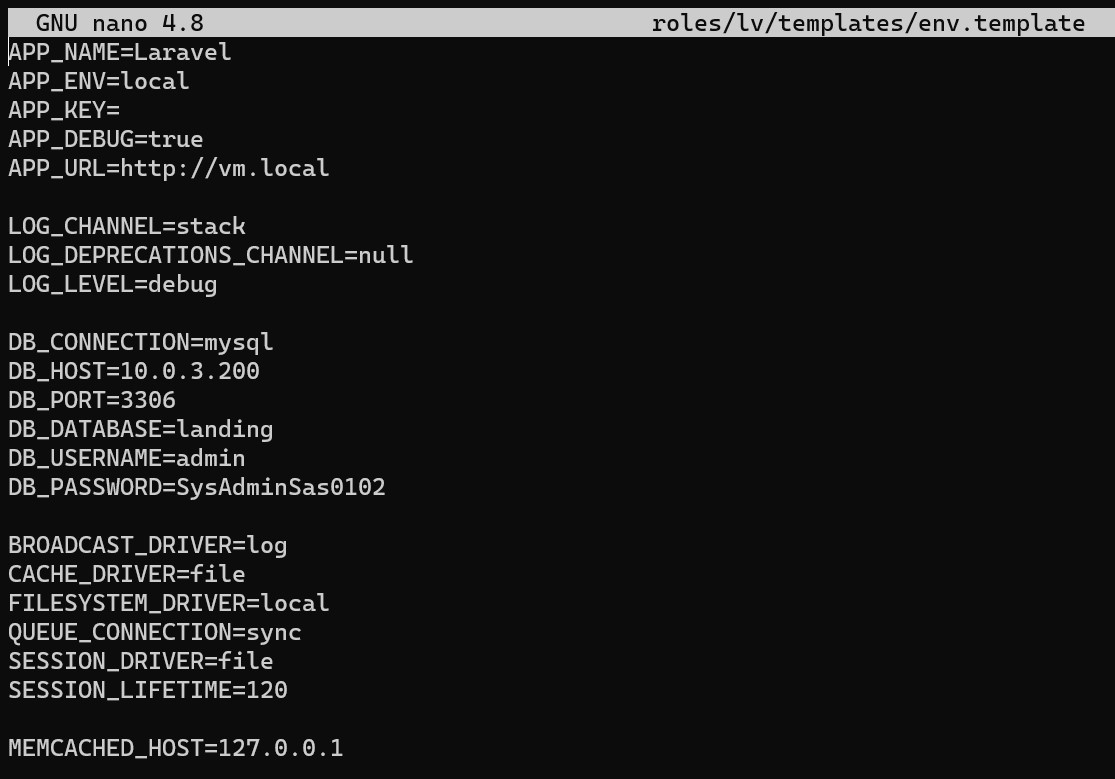 GNU nano 4.8 roles/lv/templates/env.template
APP_NAME=Laravel
APP_ENV=local
APP_KEY=
APP_DEBUG=true
APP_URL=http://vm.local

LOG_CHANNEL=stack
LOG_DEPRECATIONS_CHANNEL=null
LOG_LEVEL=debug

DB_CONNECTION=mysql
DB_HOST=10.0.3.200
DB_PORT=3306
DB_DATABASE=landing
DB_USERNAME=admin
DB_PASSWORD=SysAdminSas0102

BROADCAST_DRIVER=log
CACHE_DRIVER=file
FILESYSTEM_DRIVER=local
QUEUE_CONNECTION=sync
SESSION_DRIVER=file
SESSION_LIFETIME=120

MEMCACHED_HOST=127.0.0.1